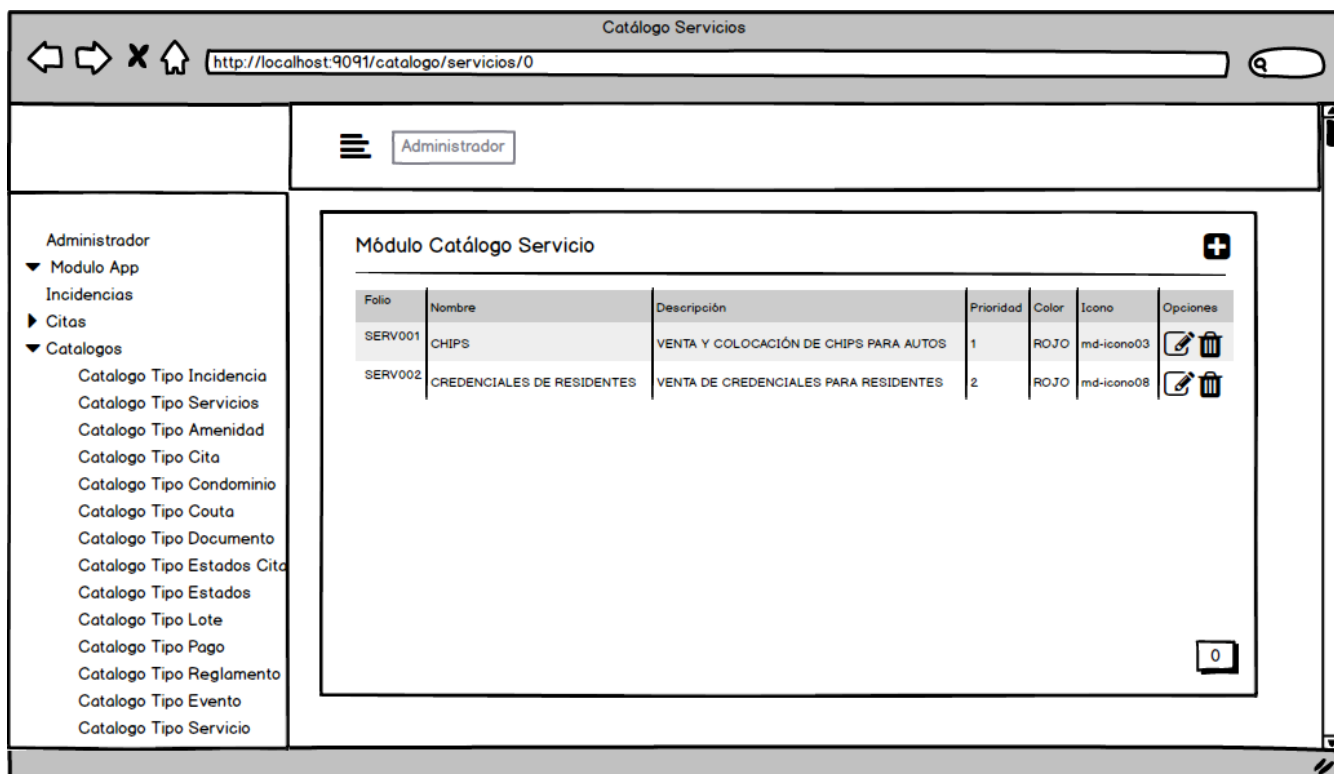 Catálogo Servicios
http://localhost:9091/catalogo/servicios/0
Administrador
Administrador
Modulo App
Incidencias
Citas
Catalogos
Catalogo Tipo Incidencia
Catalogo Tipo Servicios
Catalogo Tipo Amenidad
Catalogo Tipo Cita
Catalogo Tipo Condominio
Catalogo Tipo Couta
Catalogo Tipo Documento
Catalogo Tipo Estados Cita
Catalogo Tipo Estados
Catalogo Tipo Lote
Catalogo Tipo Pago
Catalogo Tipo Reglamento
Catalogo Tipo Evento
Catalogo Tipo Servicio
Módulo Catálogo Servicio
Folio Nombre Descripción Prioridad Color Icono Opciones
SERV001 CHIPS VENTA Y COLOCACIÓN DE CHIPS PARA AUTOS 1 ROJO md-icono03
SERV002 CREDENCIALES DE RESIDENTES VENTA DE CREDENCIALES PARA RESIDENTES 2 ROJO md-icono08
0